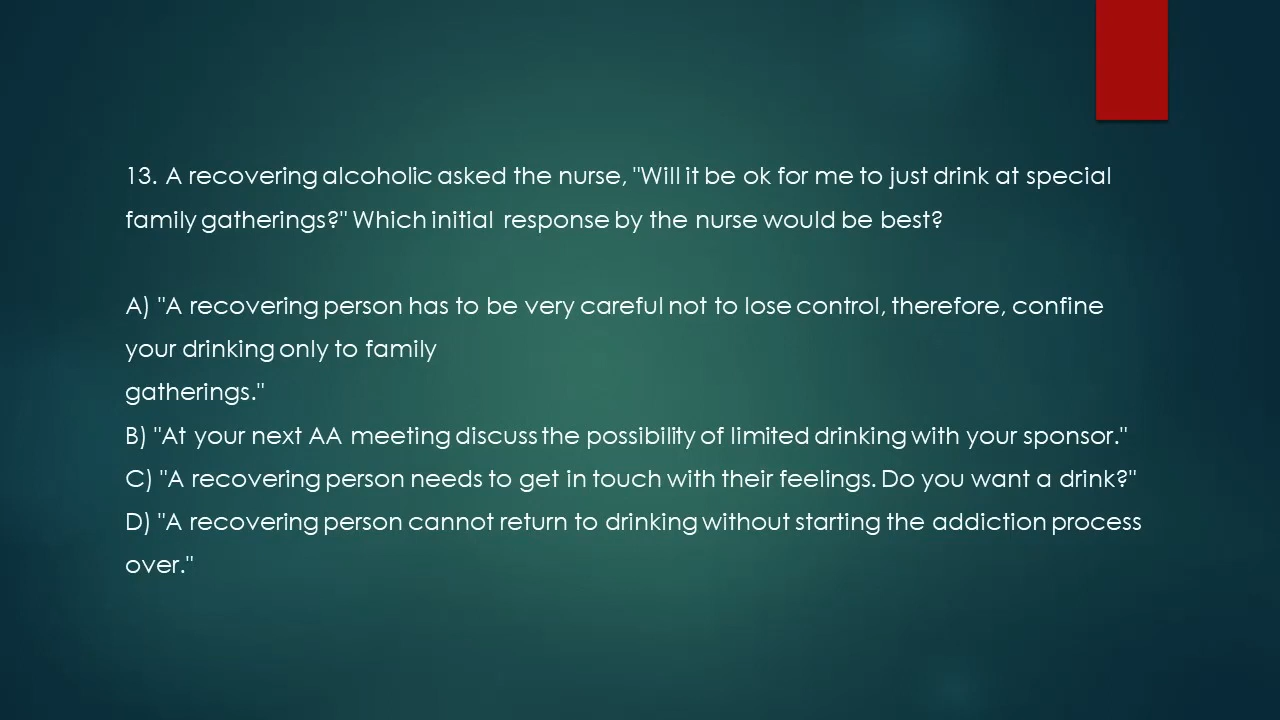 13. A recovering alcoholic asked the nurse, "Will it be ok for me to just drink at special
family gatherings?" Which initial response by the nurse would be best?
A) "A recovering person has to be very careful not to lose control, therefore, confine
your drinking only to family
gatherings."
B) "At your next AA meeting discuss the possibility of limited drinking with your sponsor."
C) "A recovering person needs to get in touch with their feelings. Do you want a drink?"
D) "A recovering person cannot return to drinking without starting the addiction process
over."